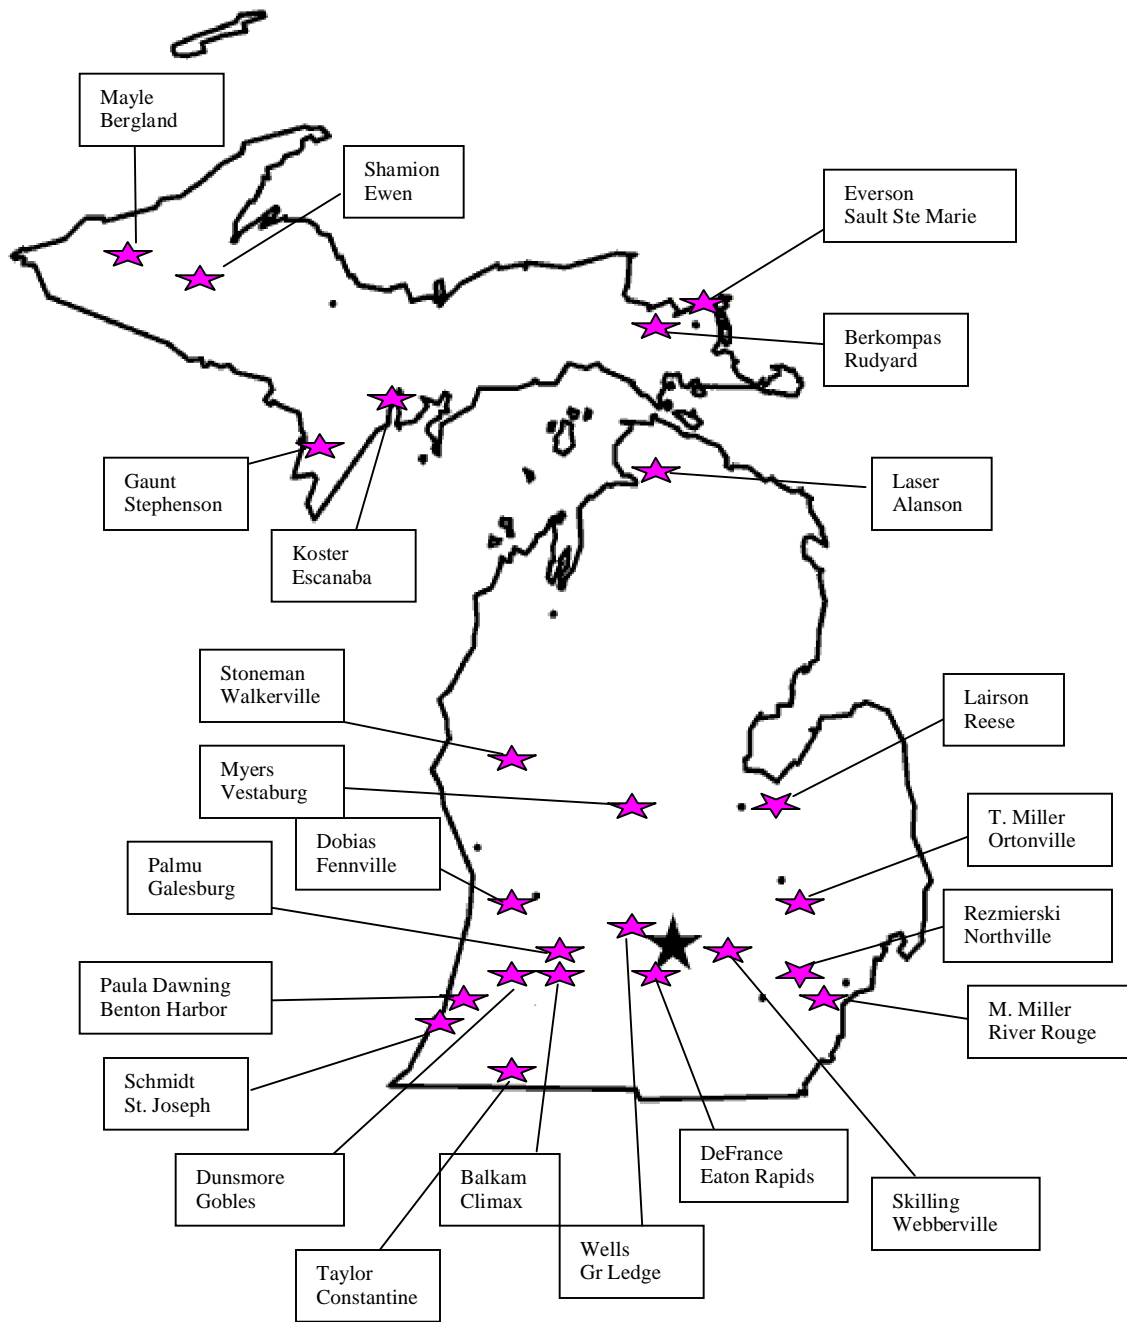 Mayle
Bergland
Shamion
Ewen
Everson
Sault Ste Marie
Berkompas
Rudyard
Gaunt
Stephenson
Laser
Alanson
Koster
Escanaba
Stoneman
Walkerville
Lairson
Reese
Myers
Vestaburg
T. Miller
Ortonville
Dobias
Fennville
Palmu
Galesburg
Rezmierski
Northville
Paula Dawning
Benton Harbor
M. Miller
River Rouge
Schmidt
St. Joseph
DeFrance
Eaton Rapids
Dunsmore
Gobles
Balkam
Climax
Skilling
Webberville
Wells
Gr Ledge
Taylor
Constantine